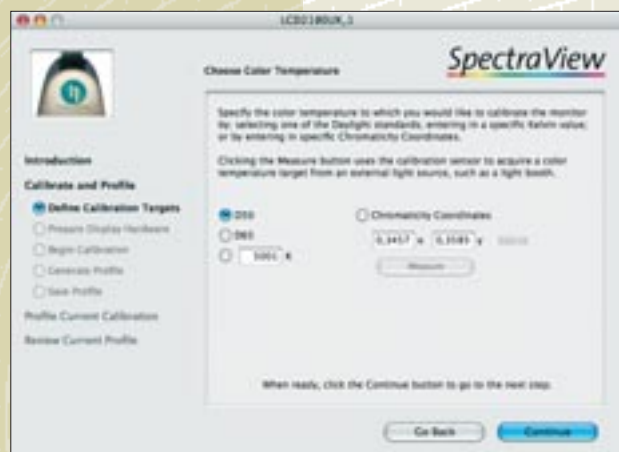 LCD2180UX,1
SpectraView
Choose Color Temperature
Specify the color temperature to which you would like to calibrate the monitor
by: selecting one of the Daylight standards, entering in a specific Kelvin value,
or by entering in specific Chromaticity Coordinates.
Clicking the Measure button uses the calibration sensor to acquire a color
temperature target from an external light source, such as a light booth.
Introduction
Calibrate and Profile
Define Calibration Targets
Prepare Display Hardware
Begin Calibration
Generate Profile
Save Profile
Profile Current Calibration
Review Current Profile
D50
D65
5001 K
Chromaticity Coordinates
0,3457 x 0,3585 y
Measure
When ready, click the Continue button to go to the next step.
Go Back
Continue